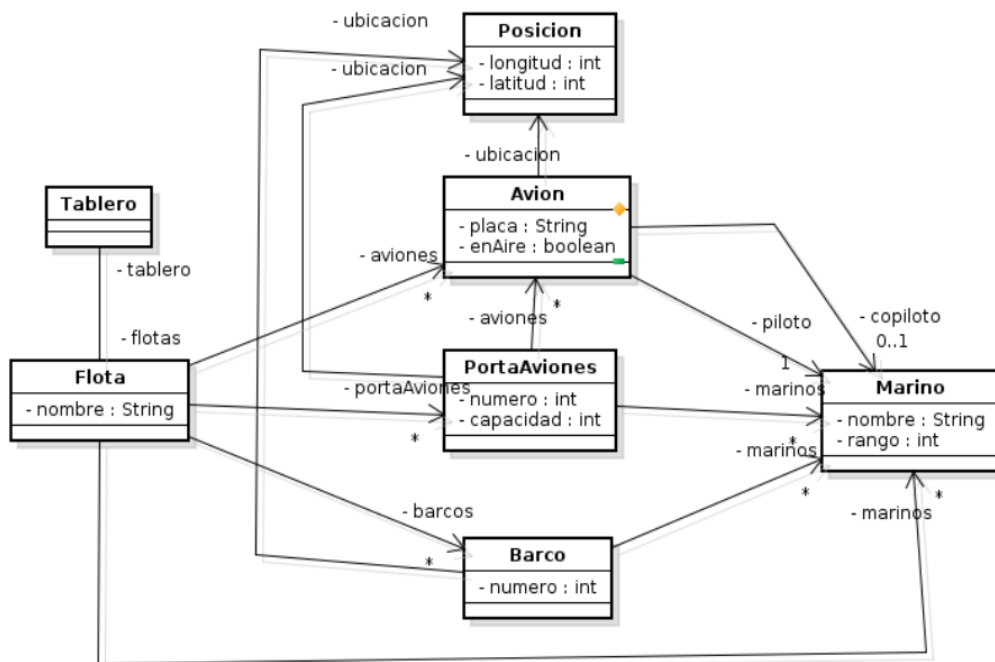 - ubicacion
Posicion
- longitud : int
- latitud : int
- ubicacion
- ubicacion
Tablero
- tablero
Avion
- placa : String
- enAire : boolean
- aviones
*
- flotas
*
- aviones
- piloto
1
- copiloto
0..1
Flota
- nombre : String
- portaAviones
*
PortaAviones
- numero : int
- capacidad : int
- marinos
*
Marino
- nombre : String
- rango : int
- marinos
*
- barcos
*
Barco
- numero : int
- marinos
*